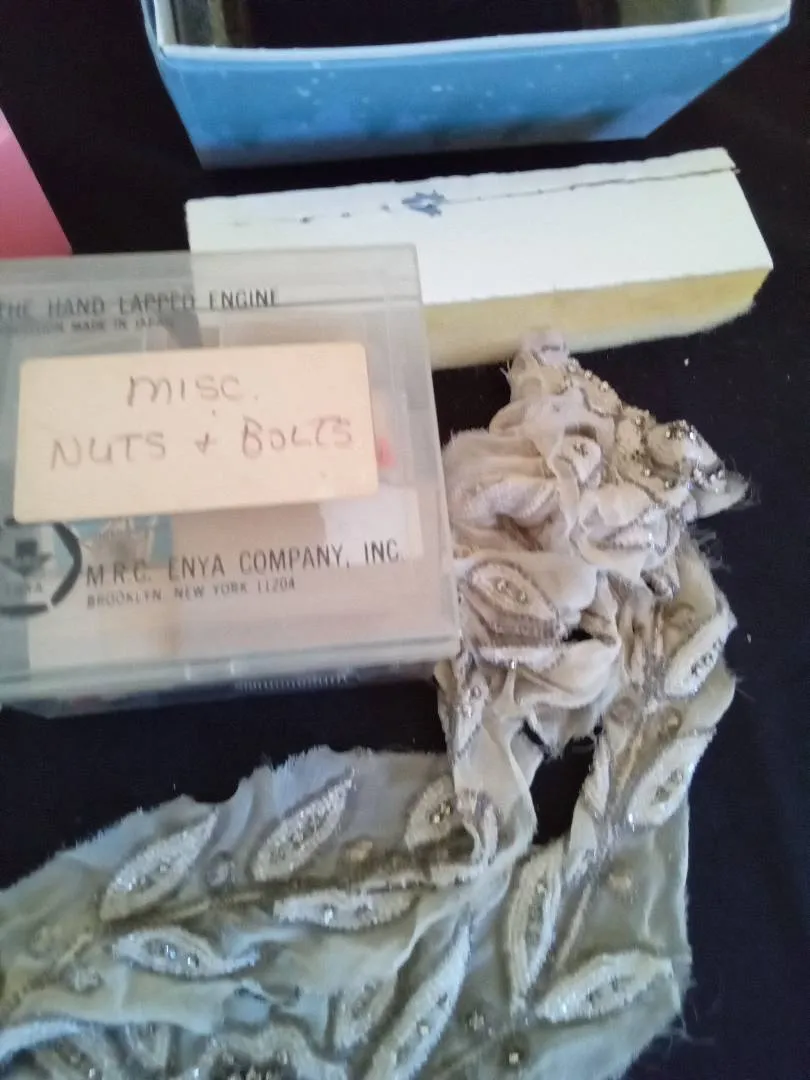 THE HAND LAPPED ENGINE
MADE IN JAPAN
MISC.
NUTS + BOLTS
M.R.C. ENYA COMPANY, INC.
BROOKLYN NEW YORK 11204